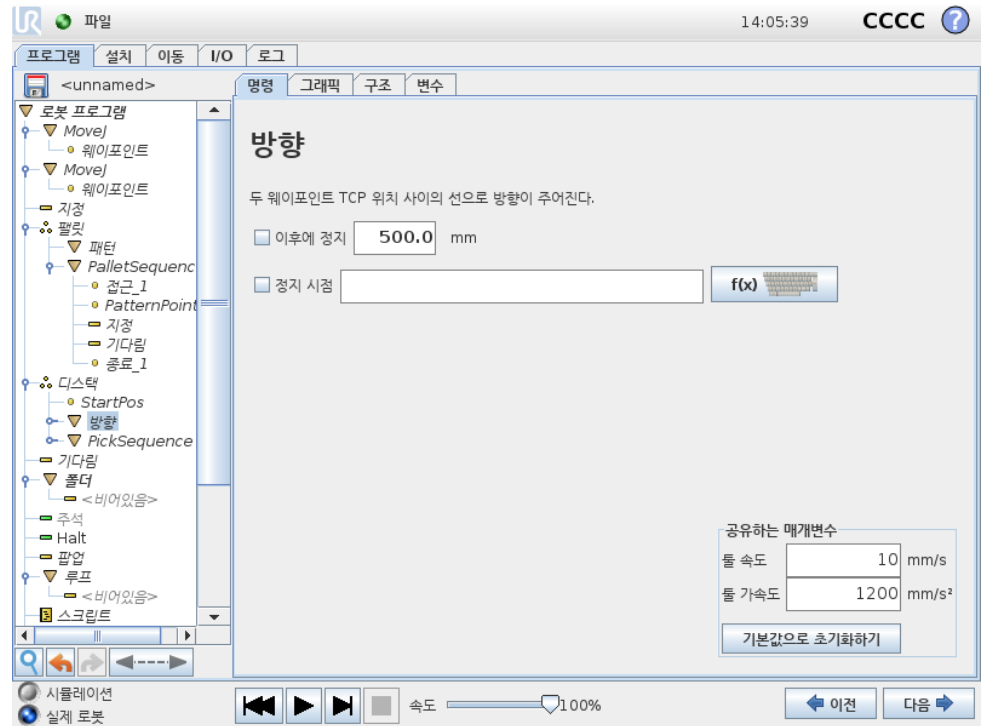 UR 파일 14:05:39 CCCC ?
프로그램 설치 이동 I/O 로그
<unnamed>
명령 그래픽 구조 변수
로봇 프로그램
MoveJ
웨이포인트
MoveJ
웨이포인트
지정
팔릿
패턴
PalletSequenc
접근_1
PatternPoint
지정
기다림
종료_1
디스택
StartPos
방향
PickSequence
기다림
폴더
<비어있음>
주석
Halt
팝업
루프
<비어있음>
스크립트
방향
두 웨이포인트 TCP 위치 사이의 선으로 방향이 주어진다.
이후에 정지 500.0 mm
정지 시점 f(x)
공유하는 매개변수
툴 속도 10 mm/s
툴 가속도 1200 mm/s²
기본값으로 초기화하기
시뮬레이션
실제 로봇
속도 100%
이전 다음